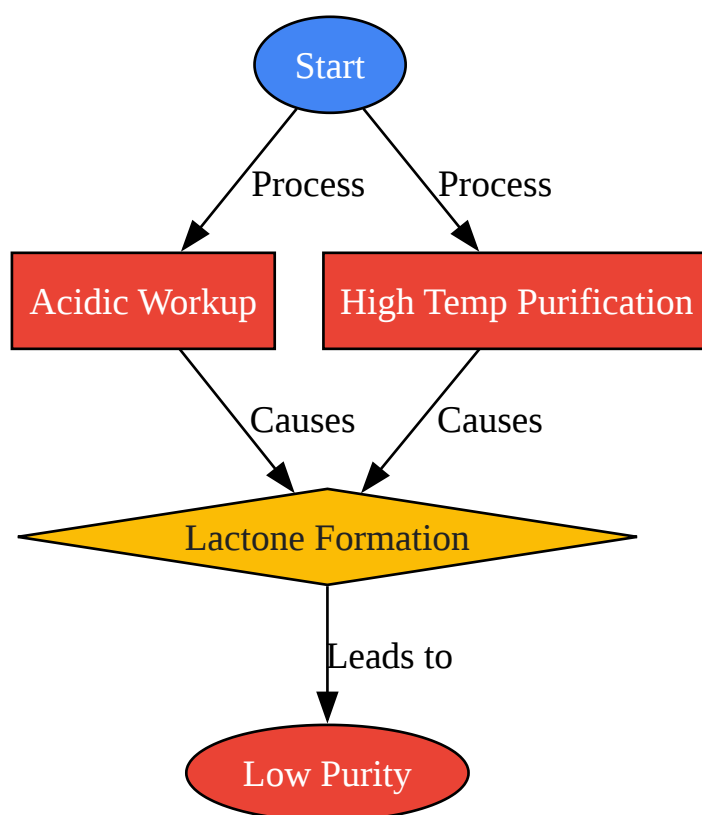 Start
Process
Process
Acidic Workup
High Temp Purification
Causes
Causes
Lactone Formation
Leads to
Low Purity